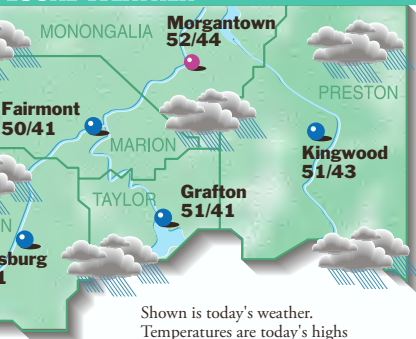 MONONGALIA
Morgantown
52/44
PRESTON
Fairmont
50/41
MARION
Kingwood
51/43
TAYLOR
Grafton
51/41
Shown is today's weather.
Temperatures are today's highs